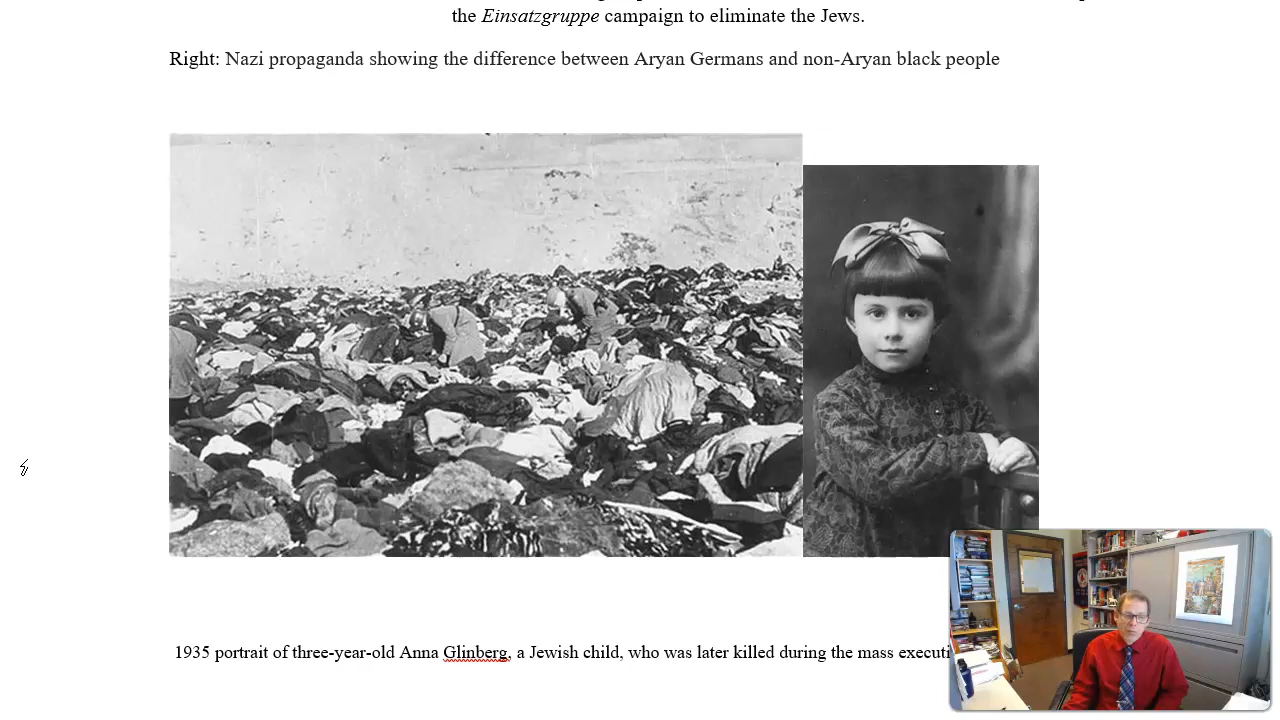 the Einsatzgruppe campaign to eliminate the Jews.
Right: Nazi propaganda showing the difference between Aryan Germans and non-Aryan black people
1935 portrait of three-year-old Anna Glinberg, a Jewish child, who was later killed during the mass